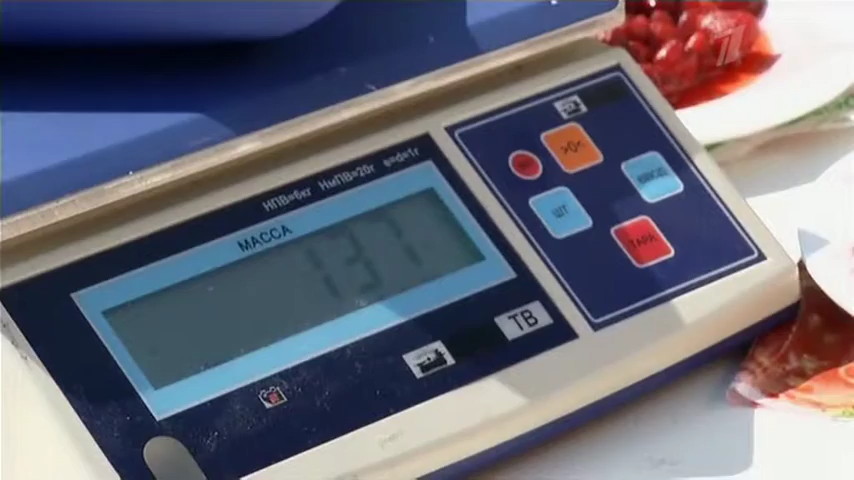 НПВ=6кг НмПВ=20г e=d=1г
МАССА
137
>0<
ШТ
ТАРА
ТВ